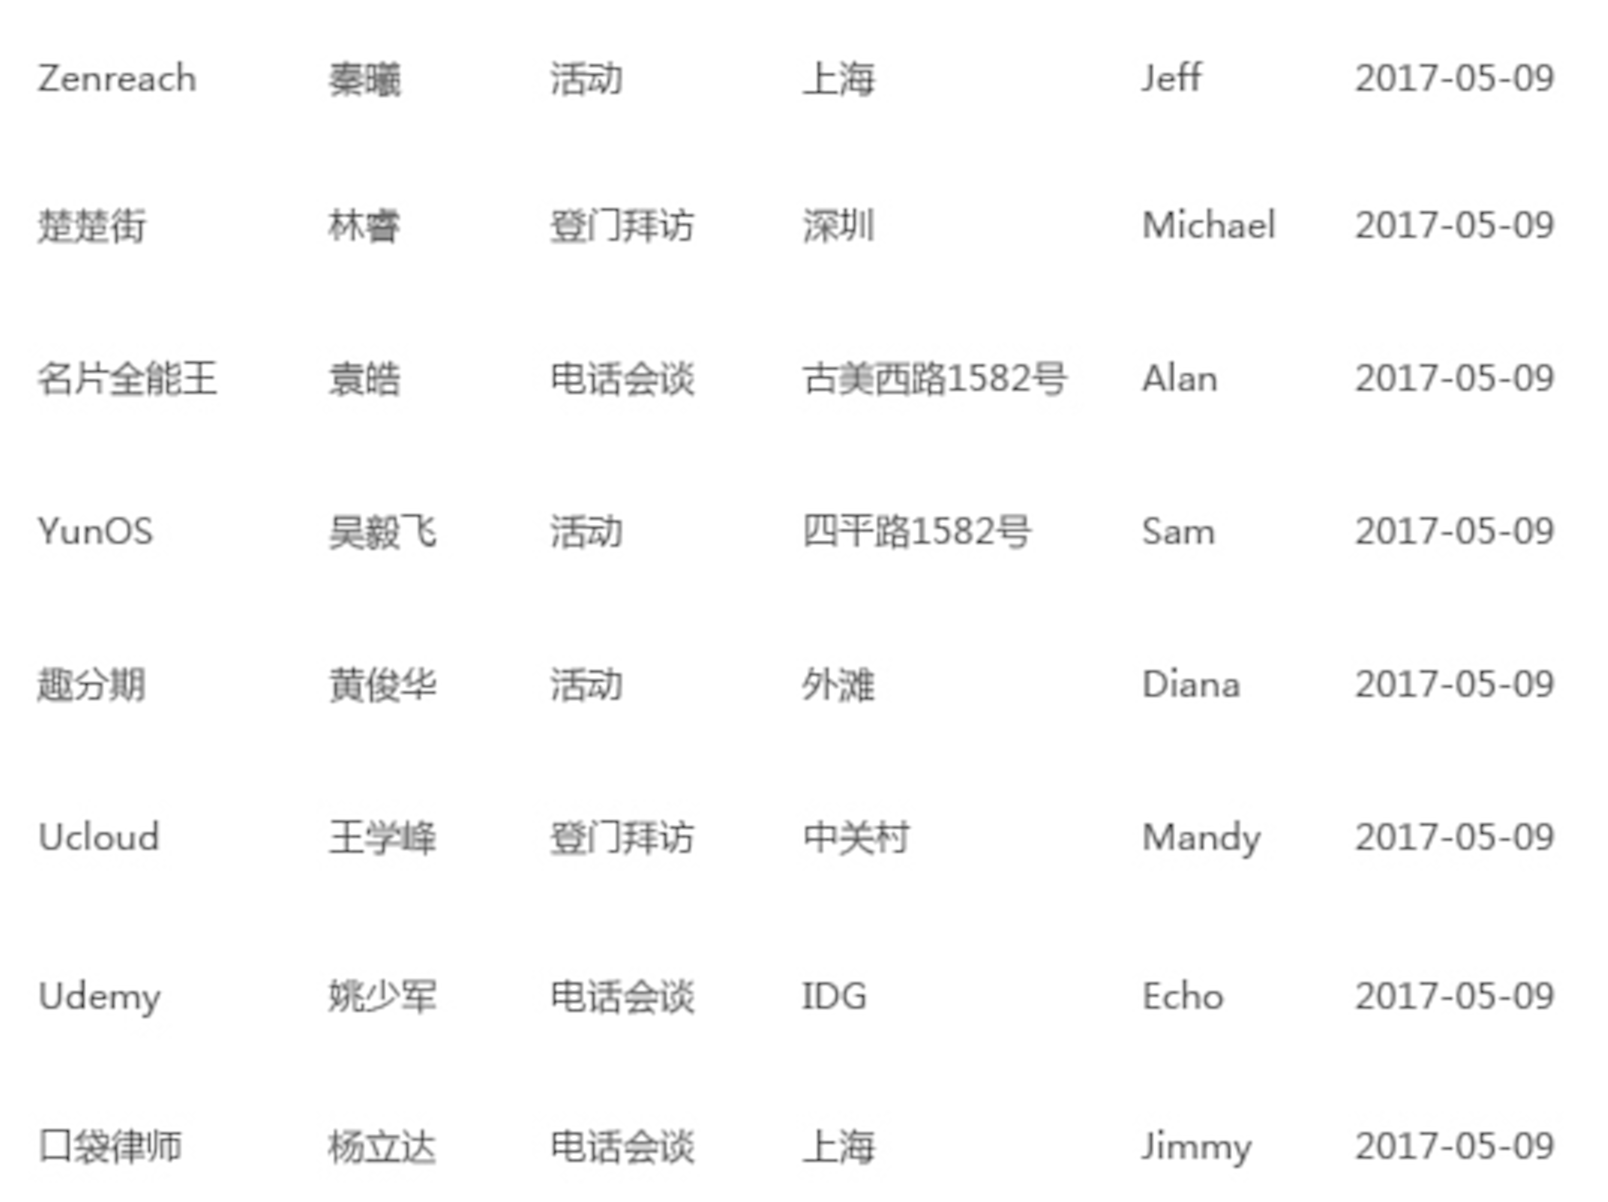 Zenreach 秦曦 活动 上海 Jeff 2017-05-09
楚楚街 林睿 登门拜访 深圳 Michael 2017-05-09
名片全能王 袁皓 电话会谈 古美西路1582号 Alan 2017-05-09
YunOS 吴毅飞 活动 四平路1582号 Sam 2017-05-09
趣分期 黄俊华 活动 外滩 Diana 2017-05-09
Ucloud 王学峰 登门拜访 中关村 Mandy 2017-05-09
Udemy 姚少军 电话会谈 IDG Echo 2017-05-09
口袋律师 杨立达 电话会谈 上海 Jimmy 2017-05-09